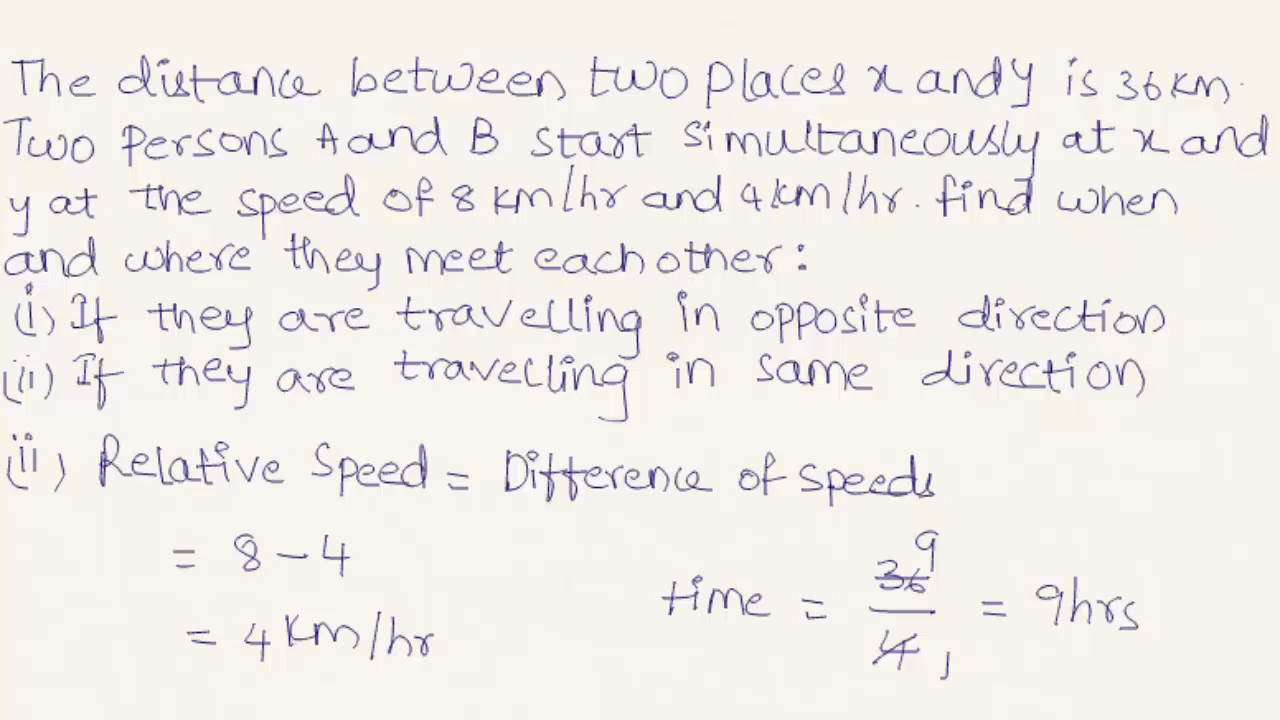 The distance between two places x and y is 36 km.
Two Persons A and B start simultaneously at x and
y at the speed of 8 km/hr and 4 km/hr. find when
and where they meet each other:
(i) If they are travelling in opposite direction
(ii) If they are travelling in same direction
(ii) Relative Speed = Difference of speeds
= 8 - 4
= 4 km/hr
9
time = 36/4 = 9hrs
1